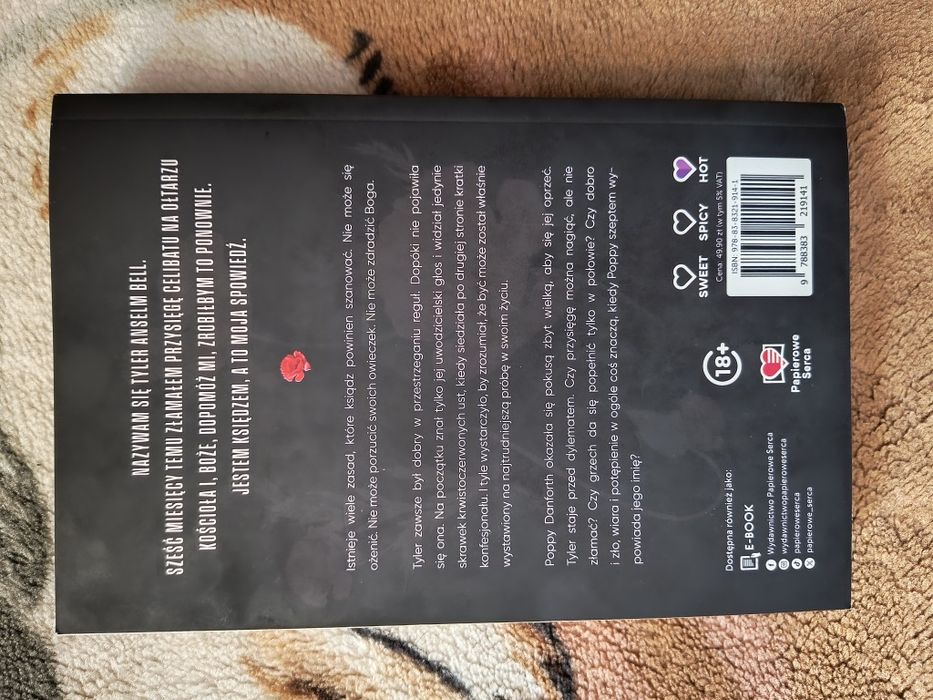 NAZYWAM SIĘ TYLER ANSELM BELL.
SZEŚĆ MIESIĘCY TEMU ZŁAMAŁEM PRZYSIĘGĘ CELIBATU NA OŁTARZU
KOŚCIOŁA I, BOŻE, DOPOMÓŻ MI, ZROBIŁBYM TO PONOWNIE.
JESTEM KSIĘDZEM, A TO MOJA SPOWIEDŹ.
Istnieje wiele zasad, które ksiądz powinien szanować. Nie może się
ożenić. Nie może porzucić swoich owieczek. Nie może zdradzić Boga.
Tyler zawsze był dobry w przestrzeganiu reguł. Dopóki nie pojawiła
się ona. Na początku znał tylko jej uwodzicielski głos i widział jedynie
skrawek krwistoczerwonych ust, kiedy siedziała po drugiej stronie kratki
konfesjonału. I tyle wystarczyło, by zrozumiał, że być może został właśnie
wystawiony na najtrudniejszą próbę w swoim życiu.
Poppy Danforth okazała się pokusą zbyt wielką, aby się jej oprzeć.
Tyler staje przed dylematem. Czy przysięgę można nagiąć, ale nie
złamać? Czy grzech da się popełnić tylko w połowie? Czy dobro
i zło, wiara i potępienie w ogóle coś znaczą, kiedy Poppy szeptem wy-
powiada jego imię?
Dostępna również jako:
E-BOOK
Wydawnictwo Papierowe Serca
wydawnictwopapieroweserca
papieroweserca
papierowe_serca
18+
Papierowe
Serca
SWEET SPICY HOT
Cena: 49,90 zł (w tym 5% VAT)
ISBN: 978-83-8321-914-1
9 788383 219141